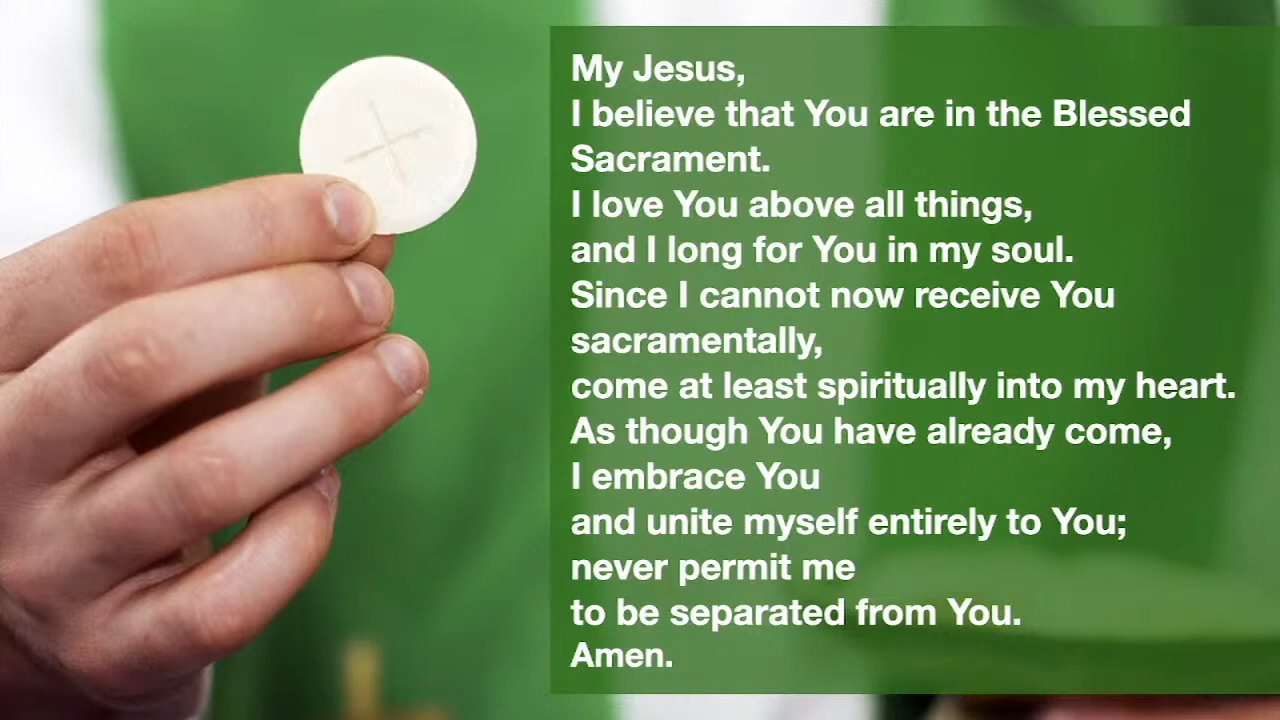 My Jesus,
I believe that You are in the Blessed
Sacrament.
I love You above all things,
and I long for You in my soul.
Since I cannot now receive You
sacramentally,
come at least spiritually into my heart.
As though You have already come,
I embrace You
and unite myself entirely to You;
never permit me
to be separated from You.
Amen.